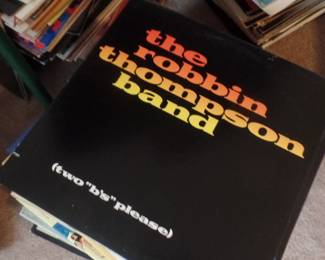 the
robbin
thompson
band
(two "b's" please)